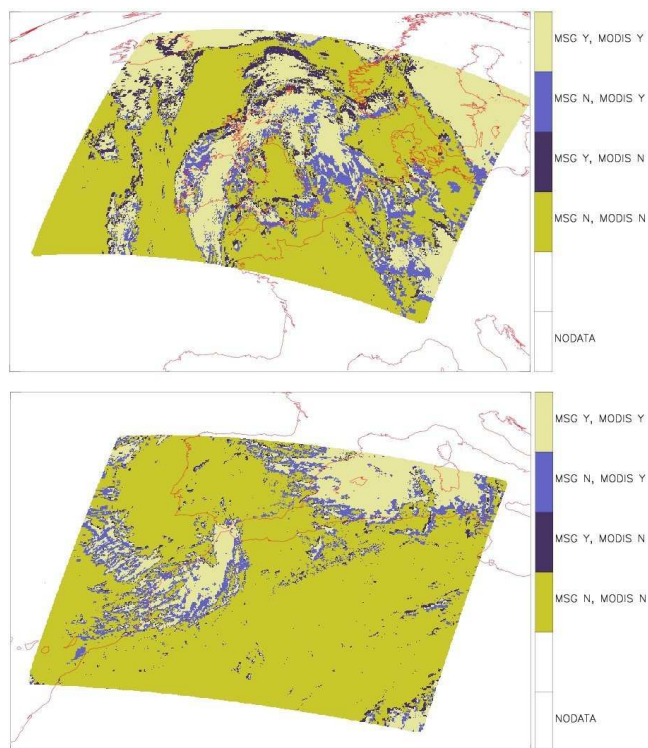 MSG Y, MODIS Y
MSG N, MODIS Y
MSG Y, MODIS N
MSG N, MODIS N
NODATA
MSG Y, MODIS Y
MSG N, MODIS Y
MSG Y, MODIS N
MSG N, MODIS N
NODATA